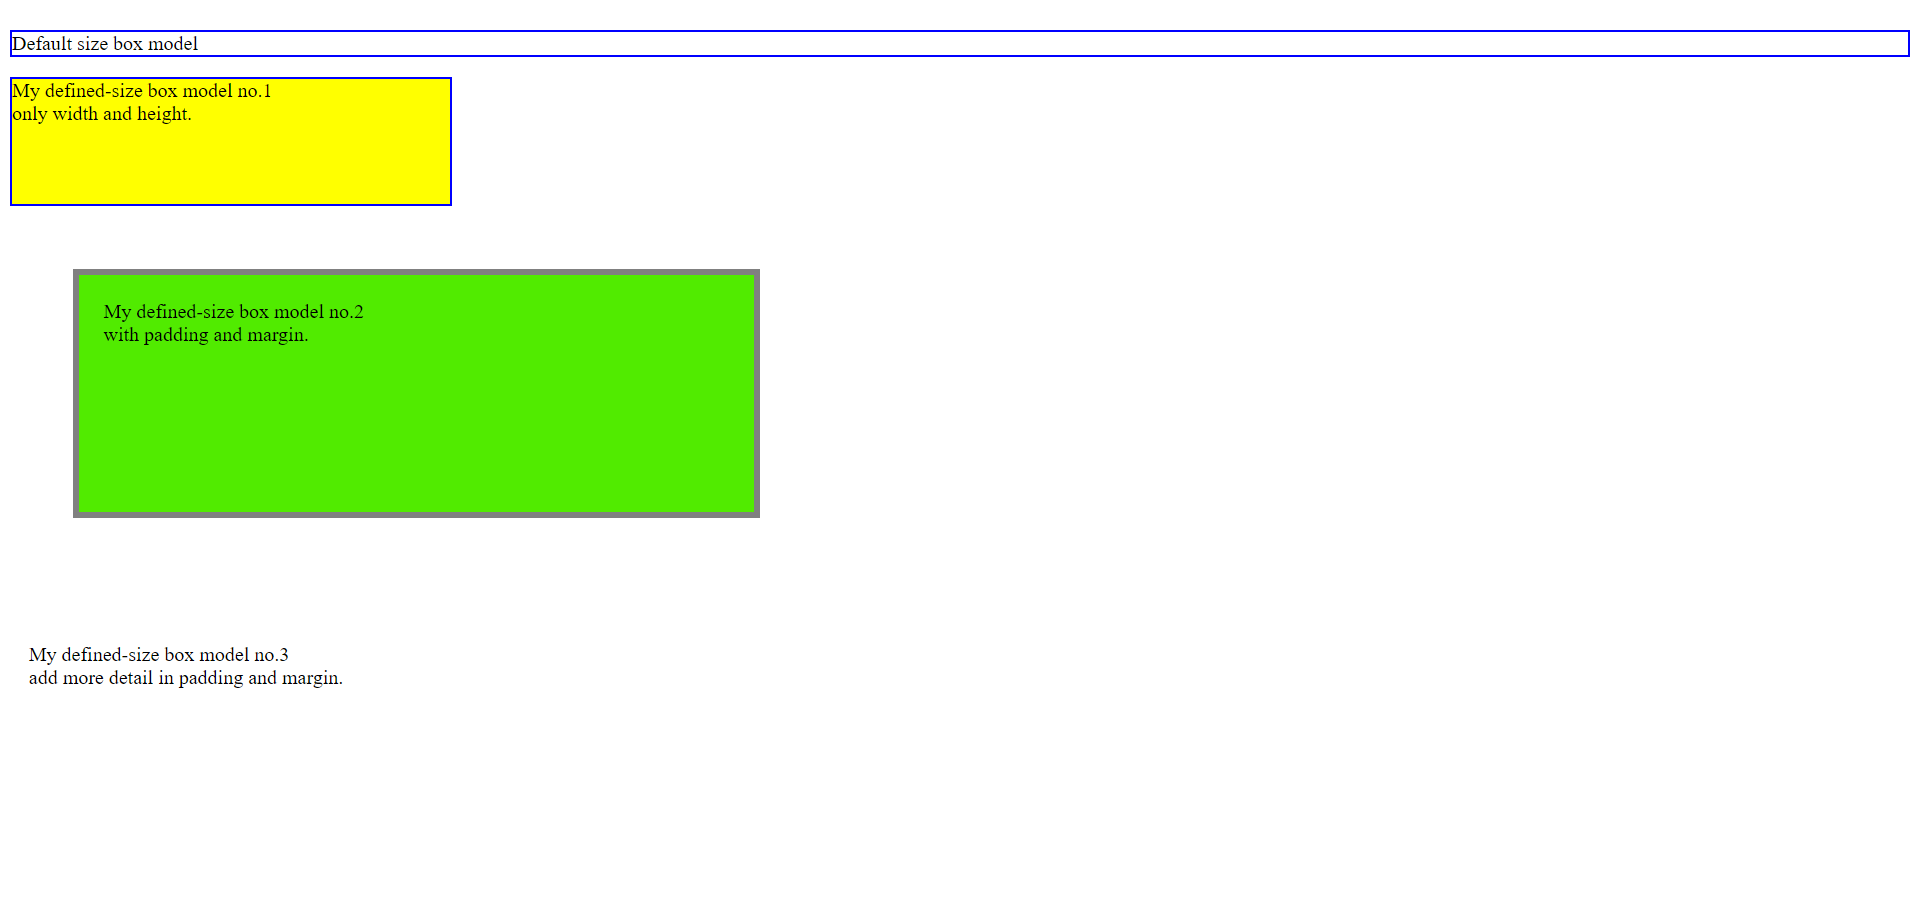 Default size box model
My defined-size box model no.1
only width and height.
My defined-size box model no.2
with padding and margin.
My defined-size box model no.3
add more detail in padding and margin.